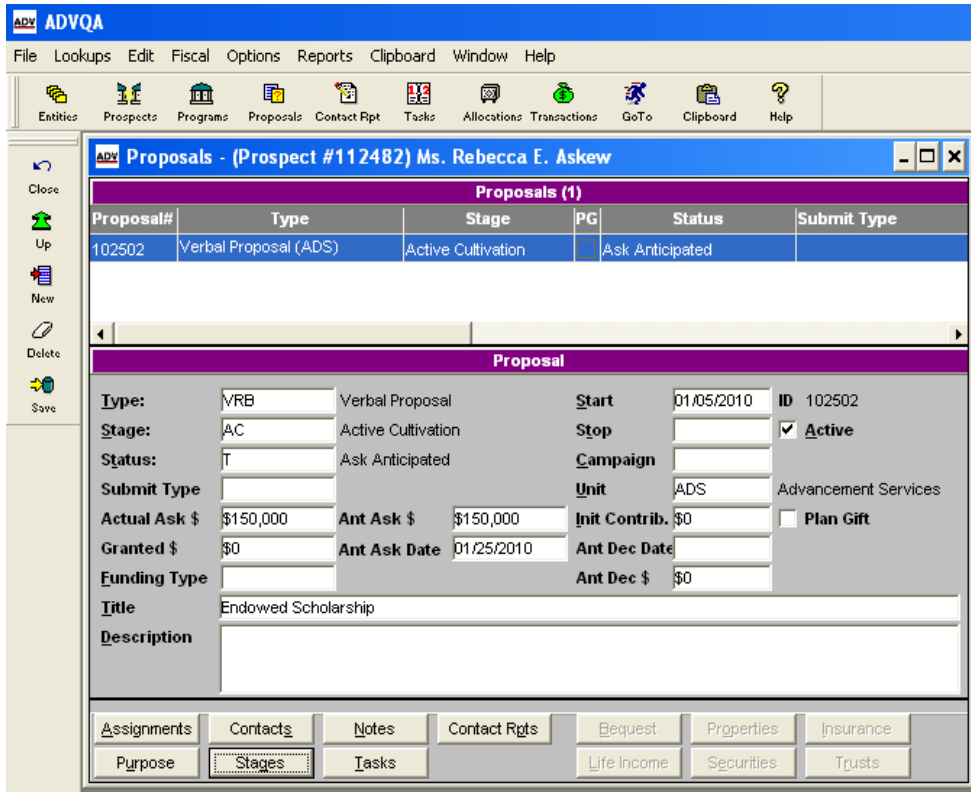 ADV ADVQA
File Lookups Edit Fiscal Options Reports Clipboard Window Help
Entities Prospects Programs Proposals Contact Rpt Tasks Allocations Transactions GoTo Clipboard Help
Close
Up
New
Delete
Save
ADV Proposals - (Prospect #112482) Ms. Rebecca E. Askew
Proposals (1)
Proposal# Type Stage PG Status Submit Type
102502 Verbal Proposal (ADS) Active Cultivation Ask Anticipated
Proposal
Type: VRB Verbal Proposal Start 01/05/2010 ID 102502
Stage: AC Active Cultivation Stop Active
Status: T Ask Anticipated Campaign
Submit Type Unit ADS Advancement Services
Actual Ask $ $150,000 Ant Ask $ $150,000 Init Contrib. $0 Plan Gift
Granted $ $0 Ant Ask Date 01/25/2010 Ant Dec Date
Funding Type Ant Dec $ $0
Title Endowed Scholarship
Description
Assignments Contacts Notes Contact Rpts Bequest Properties Insurance
Purpose Stages Tasks Life Income Securities Trusts